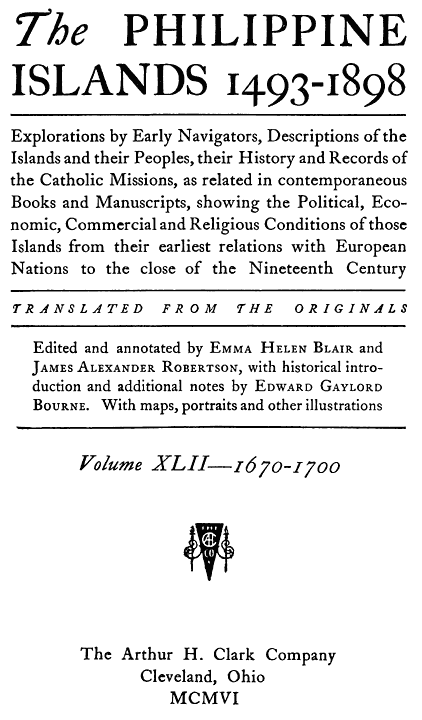 The PHILIPPINE
ISLANDS 1493-1898
Explorations by Early Navigators, Descriptions of the
Islands and their Peoples, their History and Records of
the Catholic Missions, as related in contemporaneous
Books and Manuscripts, showing the Political, Eco-
nomic, Commercial and Religious Conditions of those
Islands from their earliest relations with European
Nations to the close of the Nineteenth Century
TRANSLATED FROM THE ORIGINALS
Edited and annotated by EMMA HELEN BLAIR and
JAMES ALEXANDER ROBERTSON, with historical intro-
duction and additional notes by EDWARD GAYLORD
BOURNE. With maps, portraits and other illustrations
Volume XLII—1670-1700
The Arthur H. Clark Company
Cleveland, Ohio
MCMVI